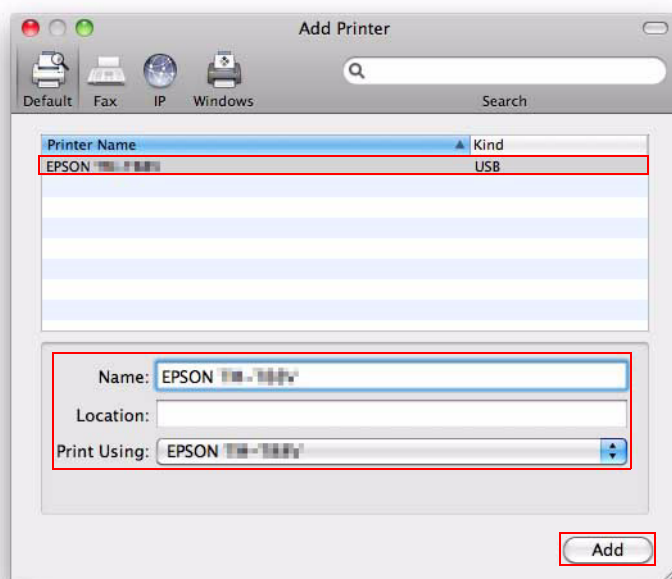 Add Printer
Default Fax IP Windows Search
Printer Name Kind
EPSON USB
Name: EPSON
Location:
Print Using: EPSON
Add